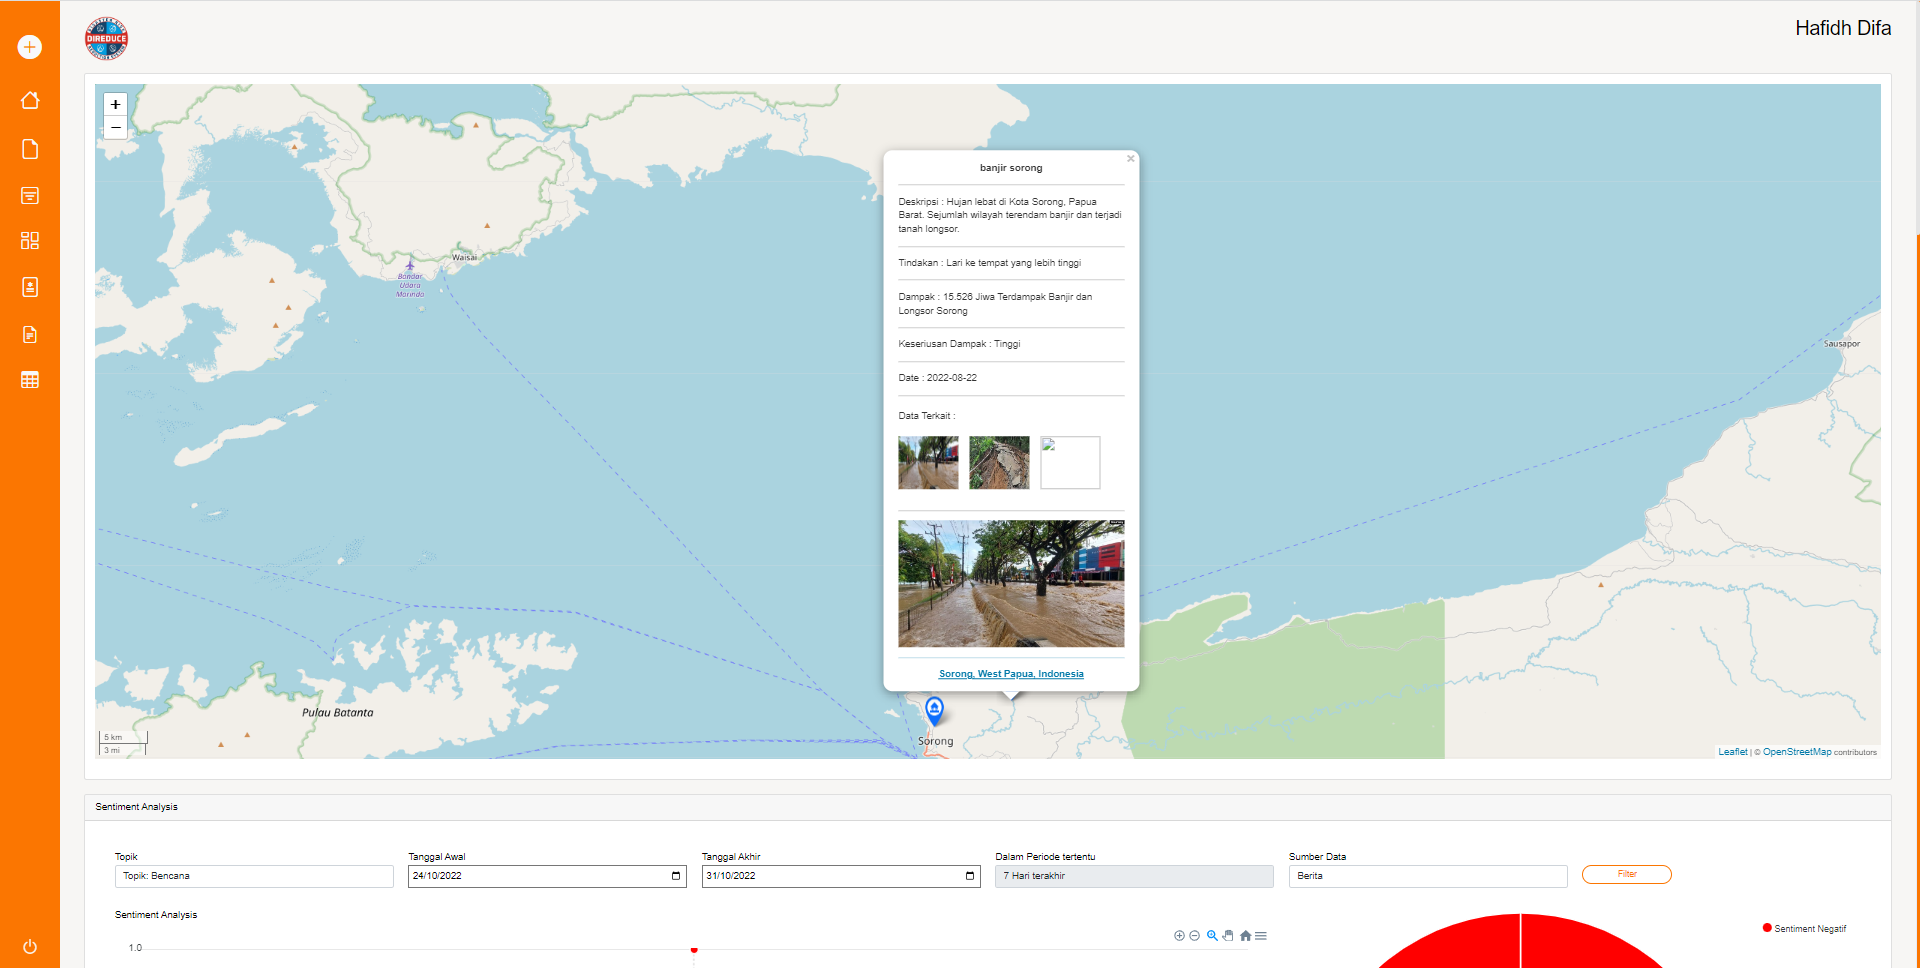 DIREDUCE
Hafidh Difa
+
−
banjir sorong
×
Deskripsi : Hujan lebat di Kota Sorong, Papua
Barat. Sejumlah wilayah terendam banjir dan terjadi
tanah longsor.
Tindakan : Lari ke tempat yang lebih tinggi
Dampak : 15.526 Jiwa Terdampak Banjir dan
Longsor Sorong
Keseriusan Dampak : Tinggi
Date : 2022-08-22
Data Terkait :
Sorong, West Papua, Indonesia
Waisai
Bandar
Udara
Marinda
Sausapor
Pulau Batanta
Sorong
5 km
3 mi
Leaflet | © OpenStreetMap contributors
Sentiment Analysis
Topik
Tanggal Awal
Tanggal Akhir
Dalam Periode tertentu
Sumber Data
Topik: Bencana
24/10/2022
31/10/2022
7 Hari terakhir
Berita
Filter
Sentiment Analysis
1.0
Sentiment Negatif